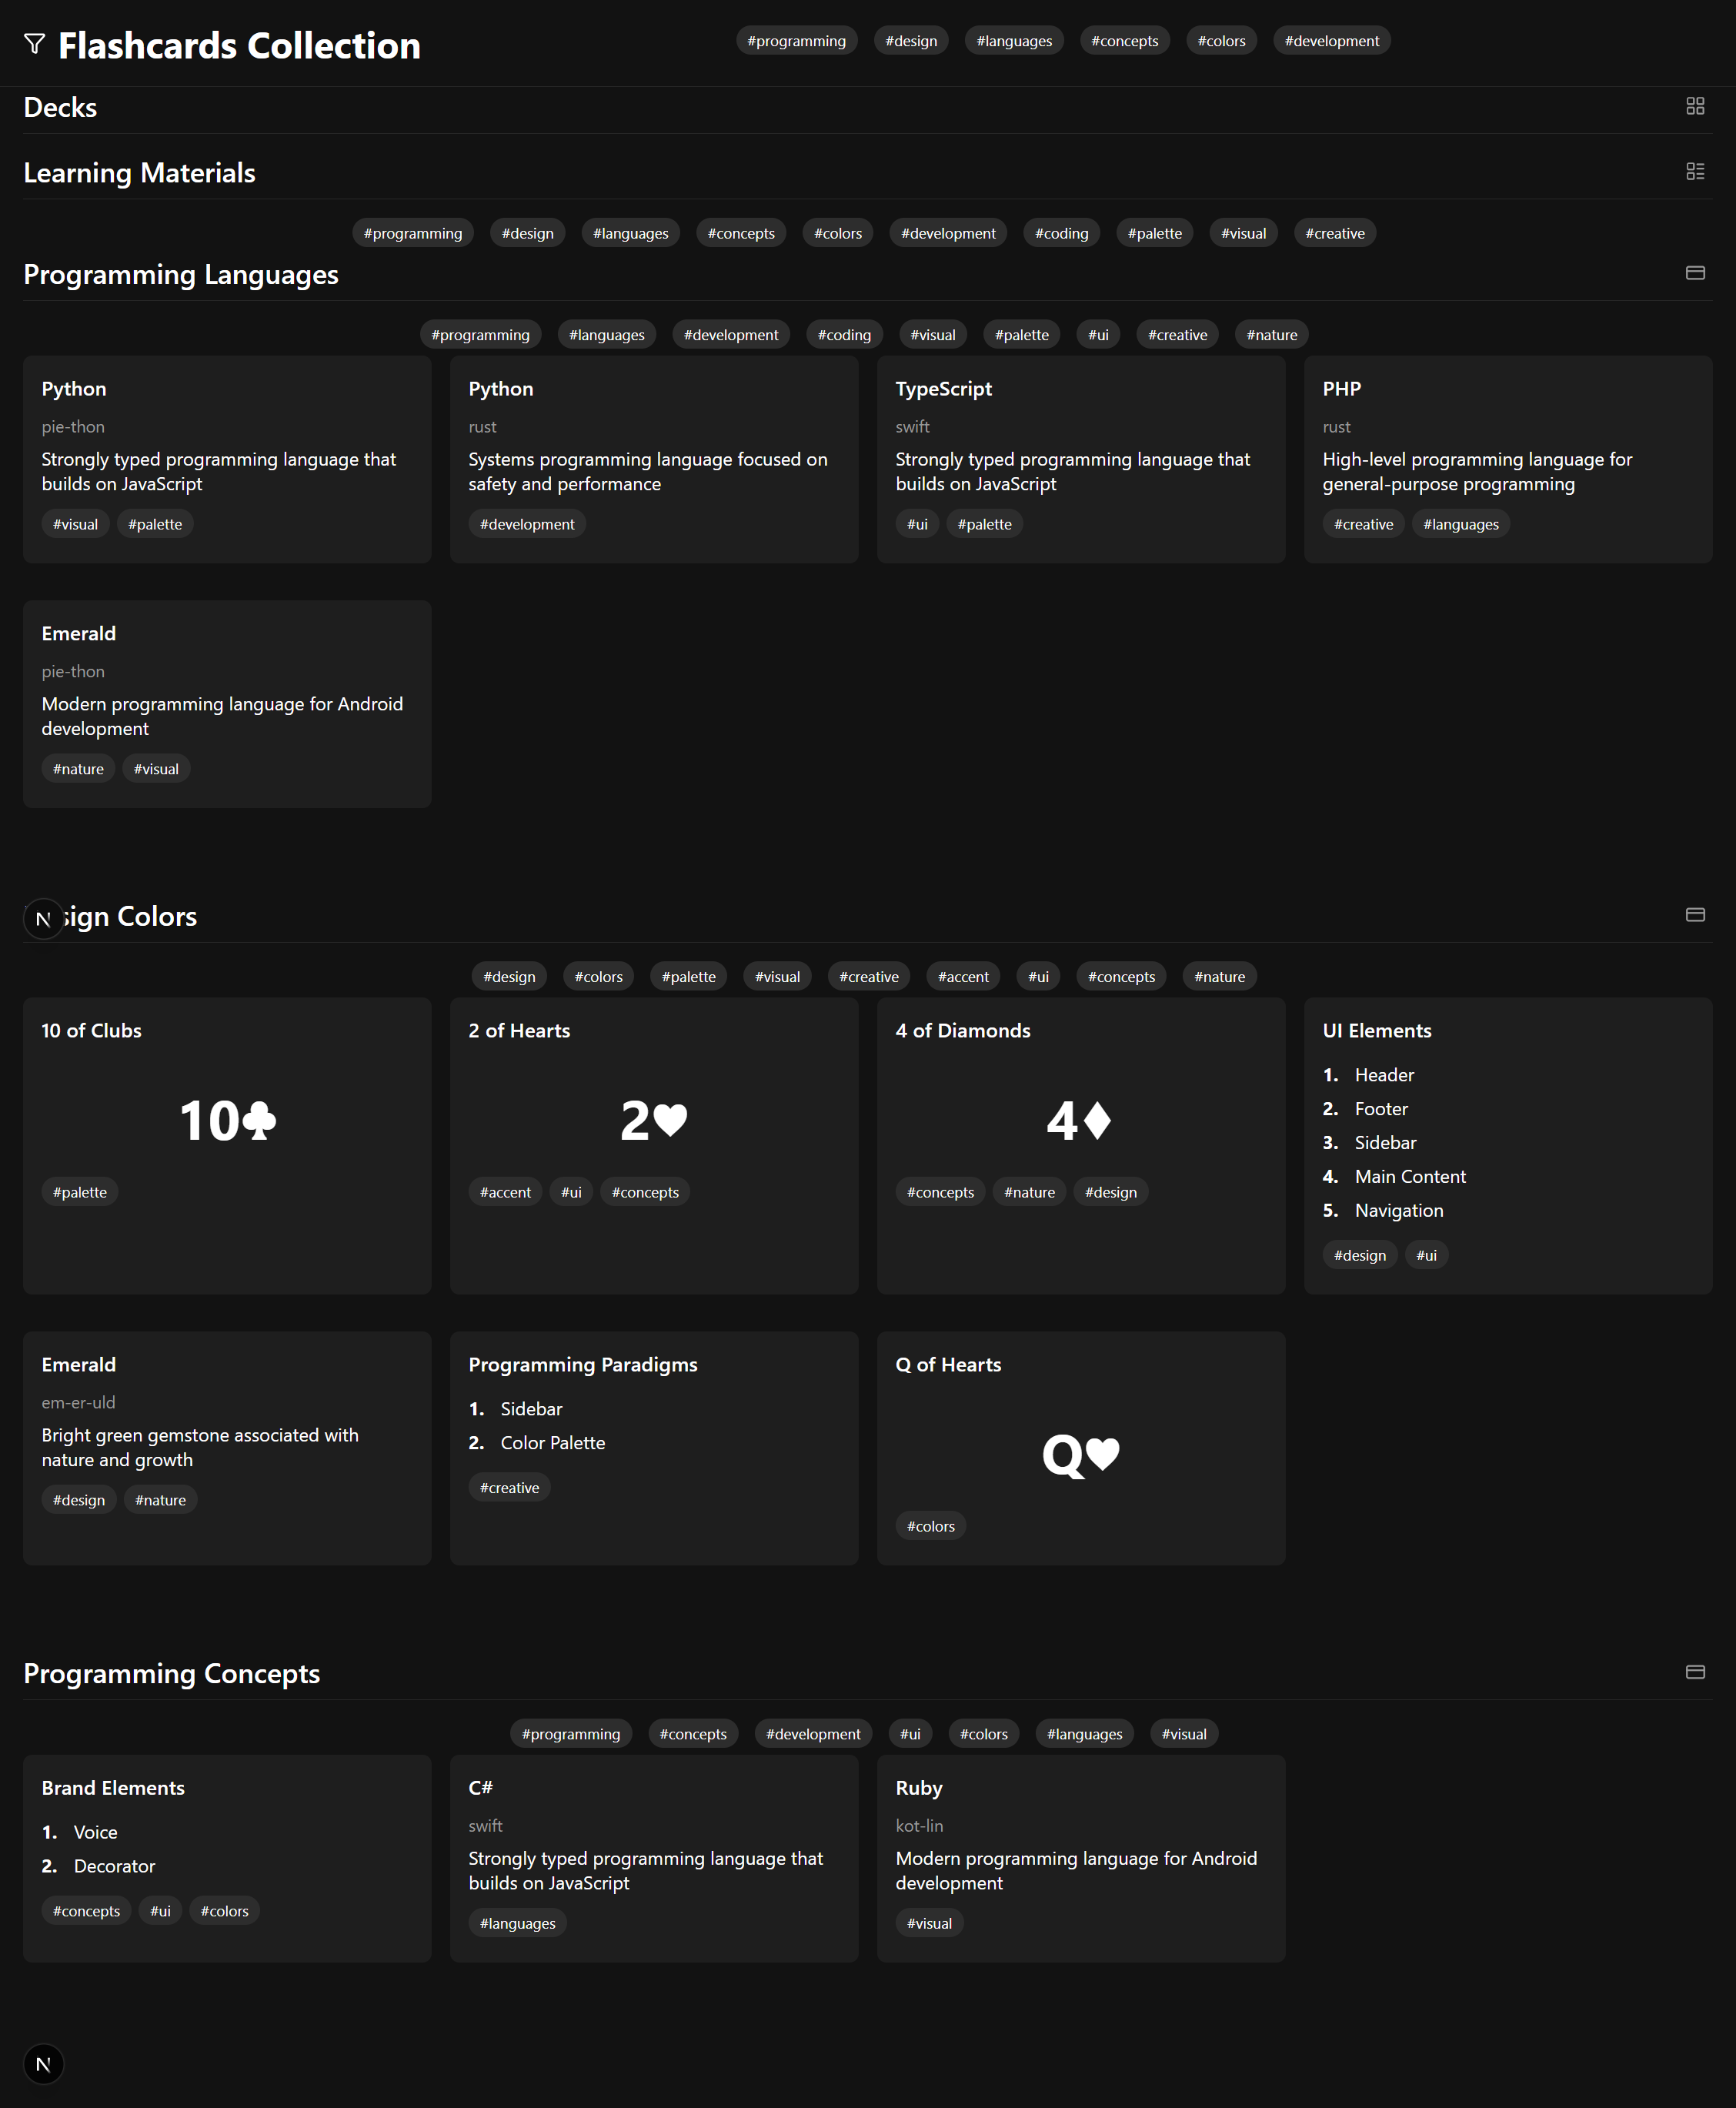 Flashcards Collection
#programming #design #languages #concepts #colors #development
Decks
Learning Materials
#programming #design #languages #concepts #colors #development #coding #palette #visual #creative
Programming Languages
#programming #languages #development #coding #visual #palette #ui #creative #nature
Python
pie-thon
Strongly typed programming language that
builds on JavaScript
#visual #palette
Python
rust
Systems programming language focused on
safety and performance
#development
TypeScript
swift
Strongly typed programming language that
builds on JavaScript
#ui #palette
PHP
rust
High-level programming language for
general-purpose programming
#creative #languages
Emerald
pie-thon
Modern programming language for Android
development
#nature #visual
N
sign Colors
#design #colors #palette #visual #creative #accent #ui #concepts #nature
10 of Clubs
10♣
#palette
2 of Hearts
2♥
#accent #ui #concepts
4 of Diamonds
4♦
#concepts #nature #design
UI Elements
1. Header
2. Footer
3. Sidebar
4. Main Content
5. Navigation
#design #ui
Emerald
em-er-uld
Bright green gemstone associated with
nature and growth
#design #nature
Programming Paradigms
1. Sidebar
2. Color Palette
#creative
Q of Hearts
Q♥
#colors
Programming Concepts
#programming #concepts #development #ui #colors #languages #visual
Brand Elements
1. Voice
2. Decorator
#concepts #ui #colors
C#
swift
Strongly typed programming language that
builds on JavaScript
#languages
Ruby
kot-lin
Modern programming language for Android
development
#visual
N